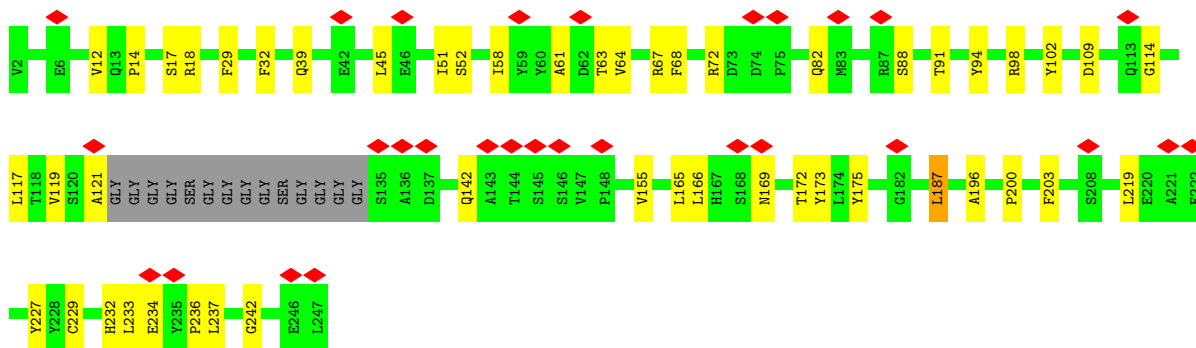 V2 E6 V12 Q13 P14 S17 R18 F29 F32 Q39 E42 L45 E46 I51 S52 I58 Y59 Y60 A61 D62 T63 V64 R67 F68 R72 D73 D74 P75 Q82 M83 R87 S88 T91 Y94 R98 Y102 D109 Q113 G114
L117 T118 V119 S120 A121 GLY GLY GLY GLY SER GLY GLY GLY GLY SER GLY GLY GLY GLY S135 A136 D137 Q142 A143 T144 S145 S146 V147 P148 V155 L165 L166 H167 S168 N169 T172 Y173 L174 Y175 G182 L187 A196 P200 F203 S208 L219 E220 A221
Y227 Y228 C229 H232 L233 E234 Y235 P236 L237 G242 E246 L247